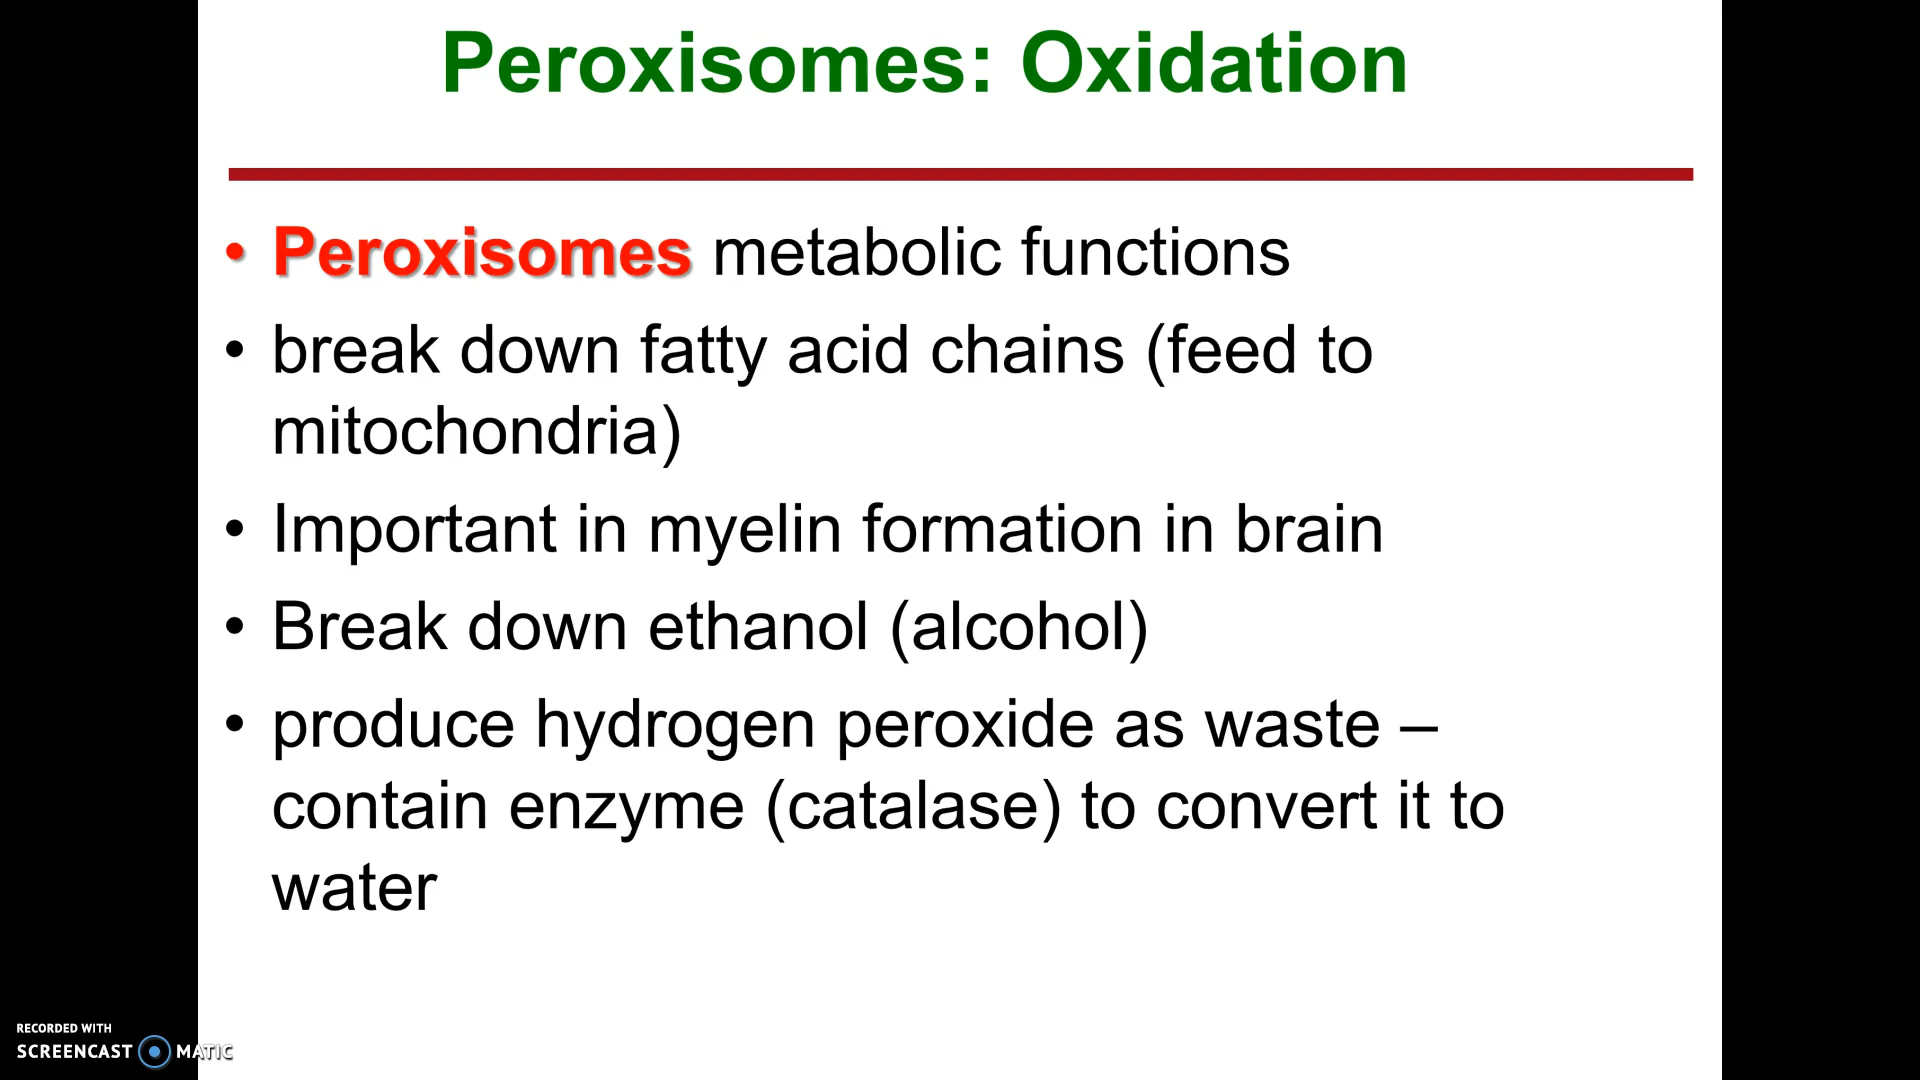 Peroxisomes: Oxidation
• Peroxisomes metabolic functions
• break down fatty acid chains (feed to
mitochondria)
• Important in myelin formation in brain
• Break down ethanol (alcohol)
• produce hydrogen peroxide as waste –
contain enzyme (catalase) to convert it to
water
RECORDED WITH
SCREENCAST MATIC